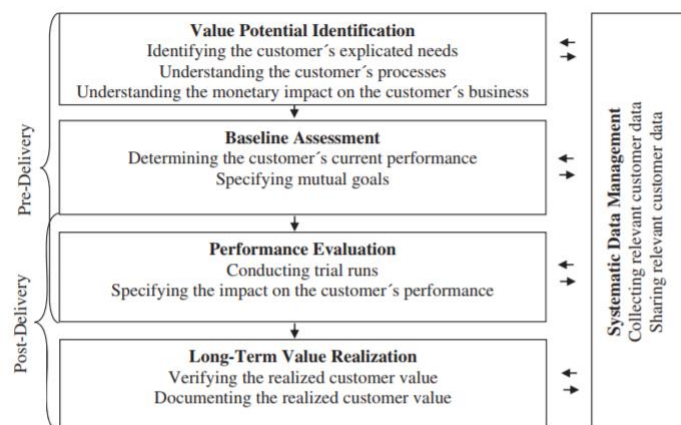 Value Potential Identification
Identifying the customer´s explicated needs
Understanding the customer´s processes
Understanding the monetary impact on the customer´s business
Baseline Assessment
Determining the customer´s current performance
Specifying mutual goals
Performance Evaluation
Conducting trial runs
Specifying the impact on the customer´s performance
Long-Term Value Realization
Verifying the realized customer value
Documenting the realized customer value
Pre-Delivery
Post-Delivery
Systematic Data Management
Collecting relevant customer data
Sharing relevant customer data